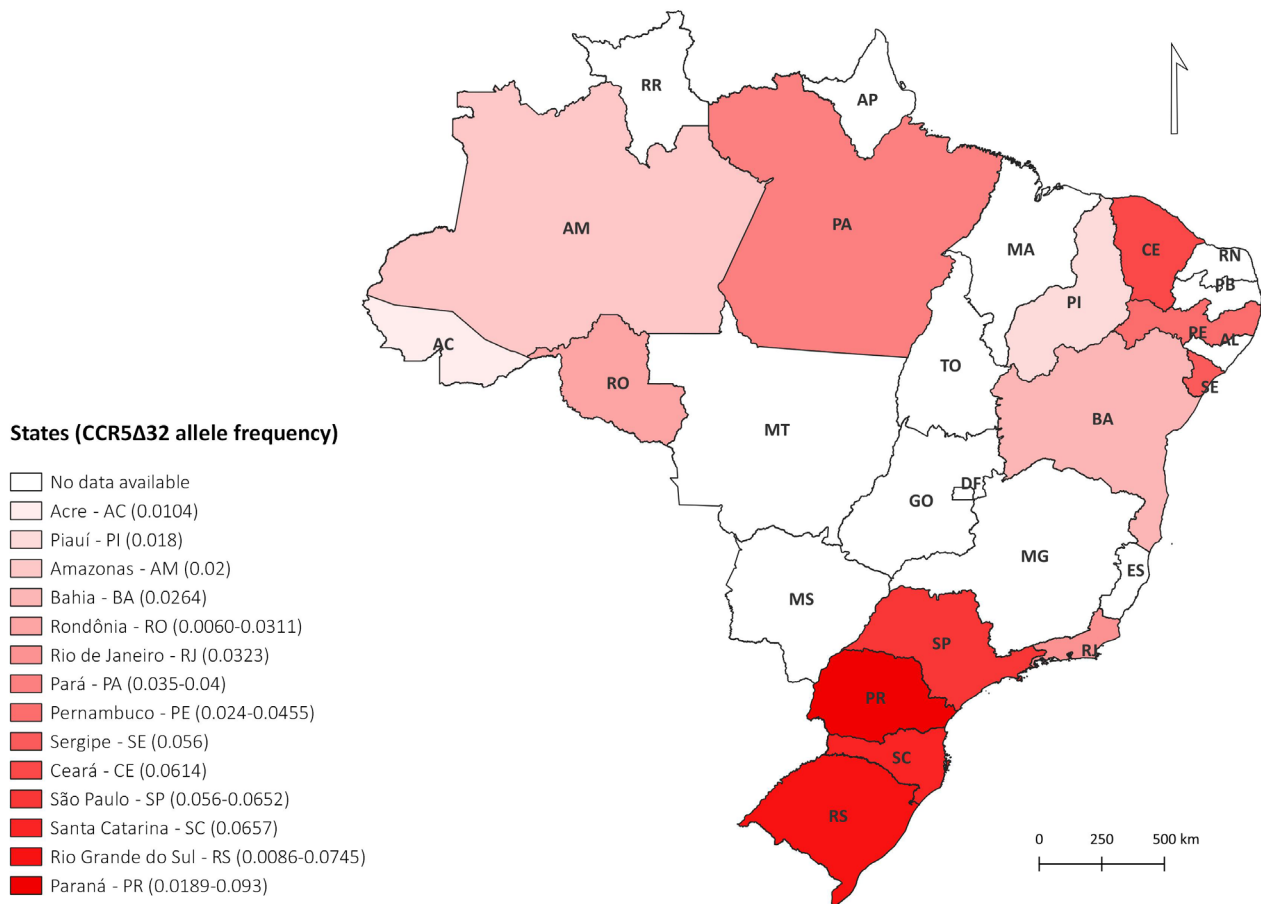 RR
AP
AM
PA
MA
CE
RN
PB
PI
PE
AL
AC
TO
SE
RO
BA
MT
DF
GO
MG
ES
MS
SP
RJ
PR
SC
RS
States (CCR5Δ32 allele frequency)
No data available
Acre - AC (0.0104)
Piauí - PI (0.018)
Amazonas - AM (0.02)
Bahia - BA (0.0264)
Rondônia - RO (0.0060-0.0311)
Rio de Janeiro - RJ (0.0323)
Pará - PA (0.035-0.04)
Pernambuco - PE (0.024-0.0455)
Sergipe - SE (0.056)
Ceará - CE (0.0614)
São Paulo - SP (0.056-0.0652)
Santa Catarina - SC (0.0657)
Rio Grande do Sul - RS (0.0086-0.0745)
Paraná - PR (0.0189-0.093)
0 250 500 km